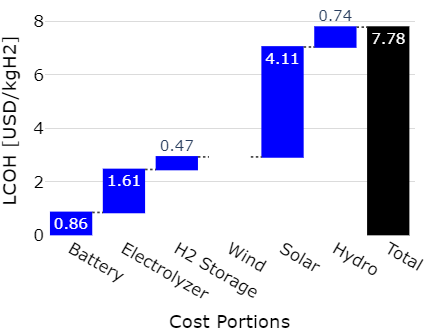 LCOH [USD/kgH2]
8
6
4
2
0
0.86
1.61
0.47
4.11
0.74
7.78
Battery
Electrolyzer
H2 Storage
Wind
Solar
Hydro
Total
Cost Portions